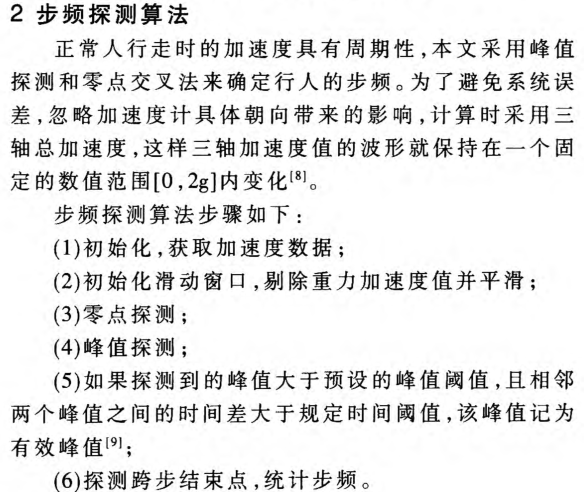 2 步频探测算法
正常人行走时的加速度具有周期性,本文采用峰值
探测和零点交叉法来确定行人的步频。为了避免系统误
差,忽略加速度计具体朝向带来的影响,计算时采用三
轴总加速度,这样三轴加速度值的波形就保持在一个固
定的数值范围[0,2g]内变化[8]。
步频探测算法步骤如下:
(1)初始化,获取加速度数据;
(2)初始化滑动窗口,剔除重力加速度值并平滑;
(3)零点探测;
(4)峰值探测;
(5)如果探测到的峰值大于预设的峰值阈值,且相邻
两个峰值之间的时间差大于规定时间阈值,该峰值记为
有效峰值[9];
(6)探测跨步结束点,统计步频。